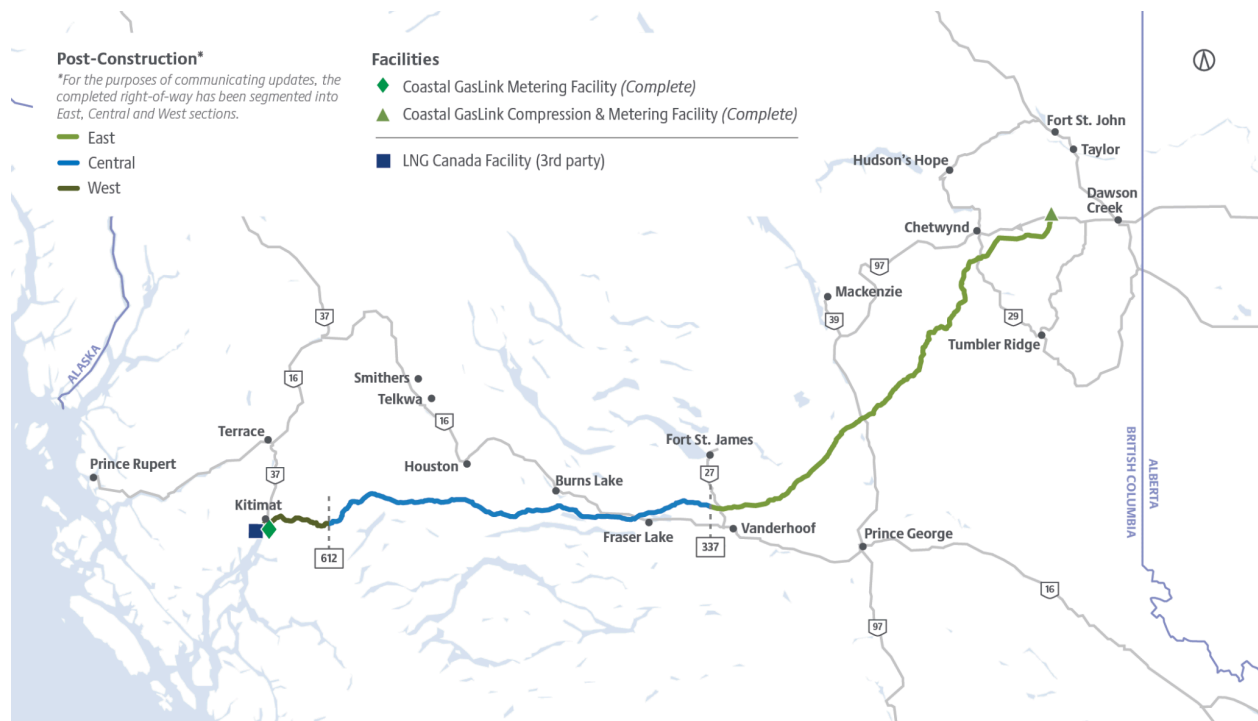 Post-Construction*
*For the purposes of communicating updates, the
completed right-of-way has been segmented into
East, Central and West sections.
East
Central
West
Facilities
Coastal GasLink Metering Facility (Complete)
Coastal GasLink Compression & Metering Facility (Complete)
LNG Canada Facility (3rd party)
Fort St. John
Taylor
Hudson's Hope
Dawson
Creek
Chetwynd
97
Mackenzie
39
29
Tumbler Ridge
37
ALASKA
16
Smithers
Telkwa
16
Terrace
Fort St. James
Houston
27
Prince Rupert
37
Burns Lake
BRITISH COLUMBIA
ALBERTA
Kitimat
Fraser Lake
Vanderhoof
Prince George
612
337
16
97